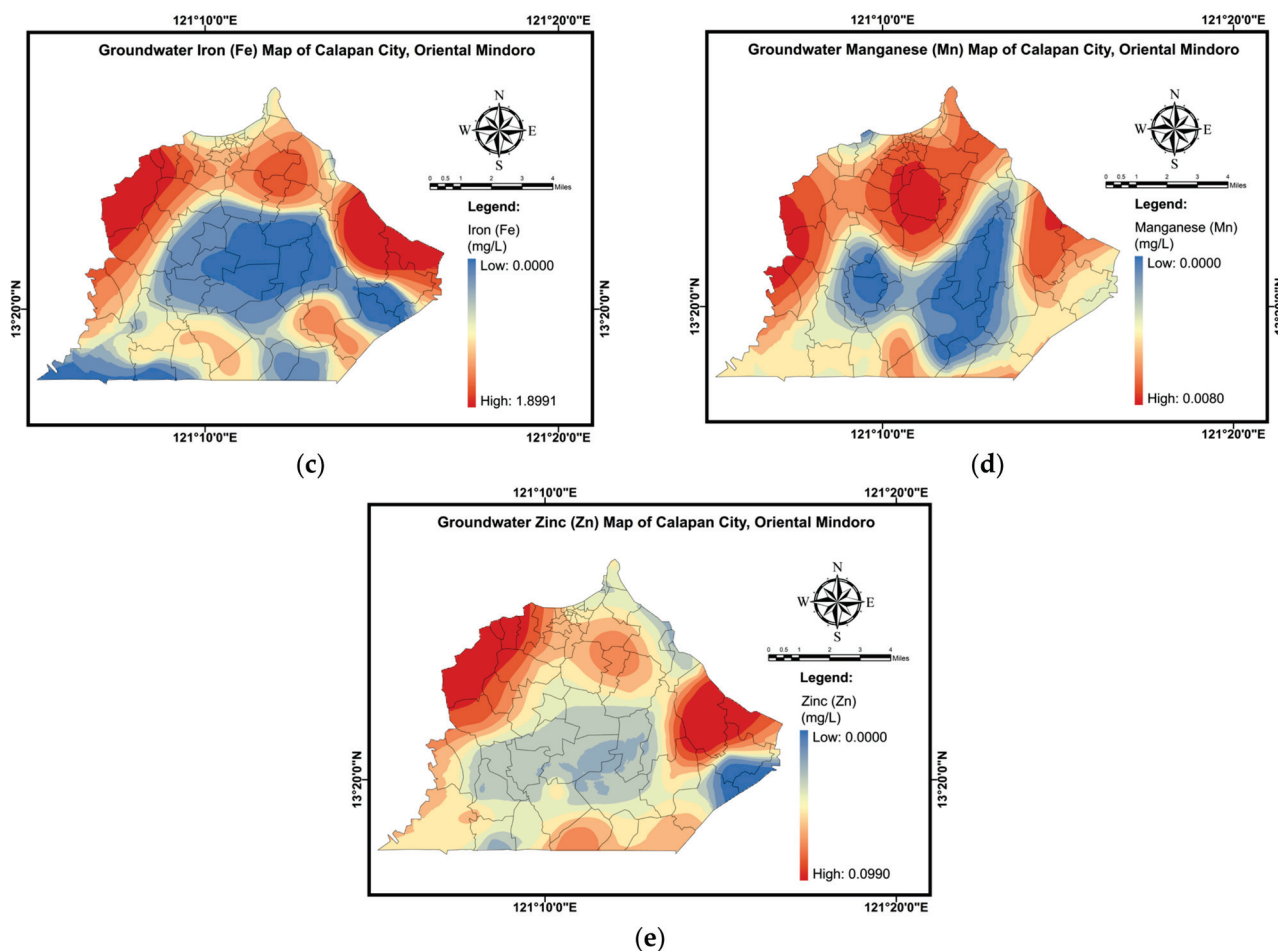 121°10'0"E
121°20'0"E
Groundwater Iron (Fe) Map of Calapan City, Oriental Mindoro
N
W
E
S
0 0.5 1 2 3 4
Miles
Legend:
Iron (Fe)
(mg/L)
Low: 0.0000
High: 1.8991
13°20'0"N
13°20'0"N
121°10'0"E
121°20'0"E
(c)
121°10'0"E
121°20'0"E
Groundwater Manganese (Mn) Map of Calapan City, Oriental Mindoro
N
W
E
S
0 0.5 1 2 3 4
Miles
Legend:
Manganese (Mn)
(mg/L)
Low: 0.0000
High: 0.0080
13°20'0"N
121°10'0"E
121°20'0"E
(d)
121°10'0"E
121°20'0"E
Groundwater Zinc (Zn) Map of Calapan City, Oriental Mindoro
N
W
E
S
0 0.5 1 2 3 4
Miles
Legend:
Zinc (Zn)
(mg/L)
Low: 0.0000
High: 0.0990
13°20'0"N
13°20'0"N
121°10'0"E
121°20'0"E
(e)